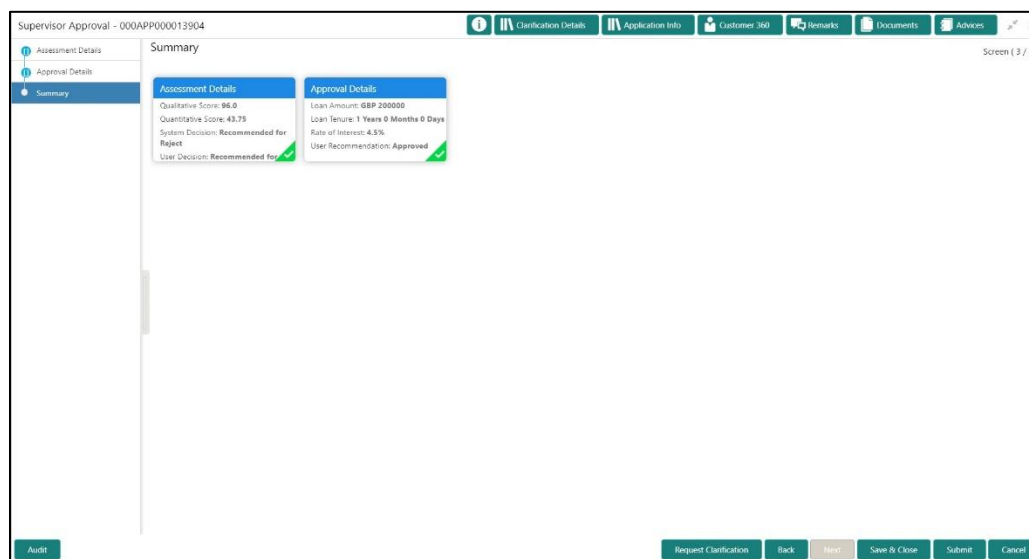 Supervisor Approval - 000APP000013904
Clarification Details
Application Info
Customer 360
Remarks
Documents
Advices
Assessment Details
Approval Details
Summary
Summary
Screen ( 3 /
Assessment Details
Qualitative Score: 96.0
Quantitative Score: 43.75
System Decision: Recommended for
Reject
User Decision: Recommended for
Approval Details
Loan Amount: GBP 200000
Loan Tenure: 1 Years 0 Months 0 Days
Rate of Interest: 4.5%
User Recommendation: Approved
Audit
Request Clarification
Back
Next
Save & Close
Submit
Cancel